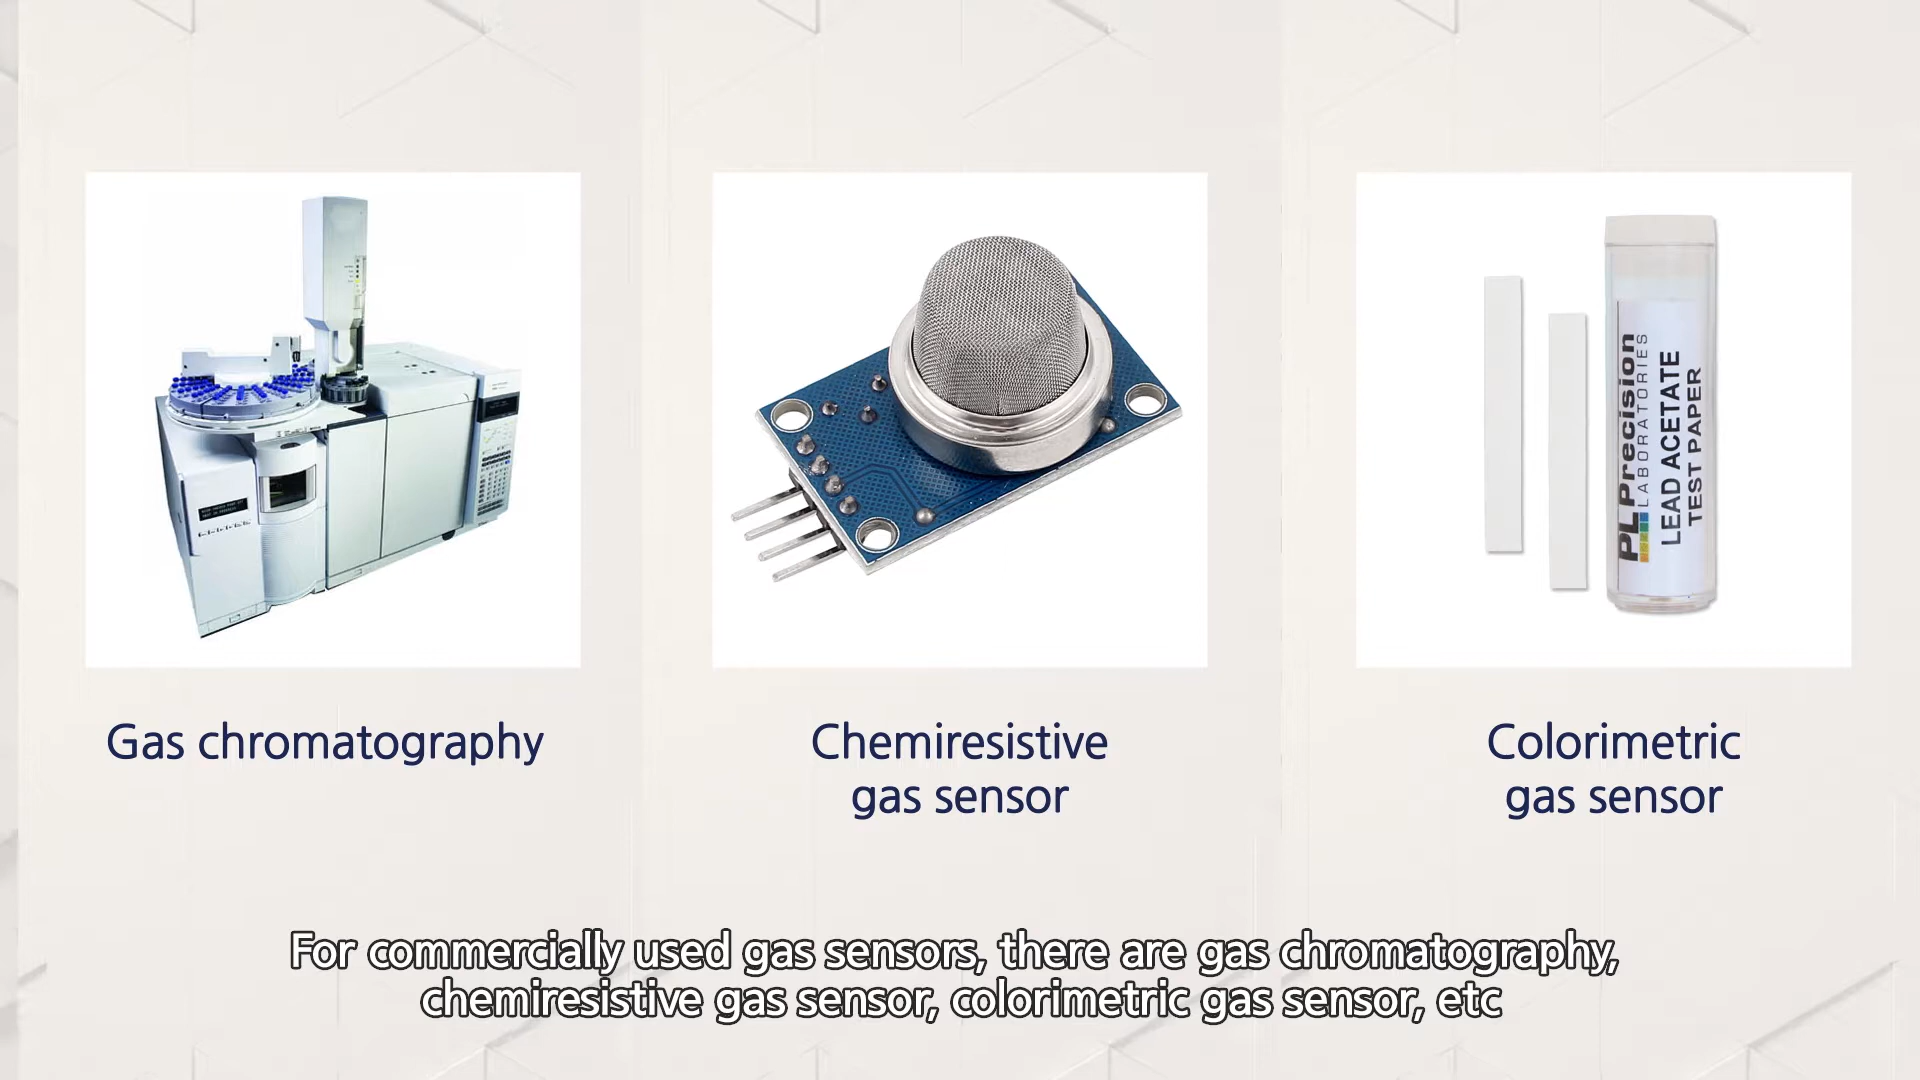 PL Precision
LABORATORIES
LEAD ACETATE
TEST PAPER
Gas chromatography
Chemiresistive
gas sensor
Colorimetric
gas sensor
For commercially used gas sensors, there are gas chromatography,
chemiresistive gas sensor, colorimetric gas sensor, etc